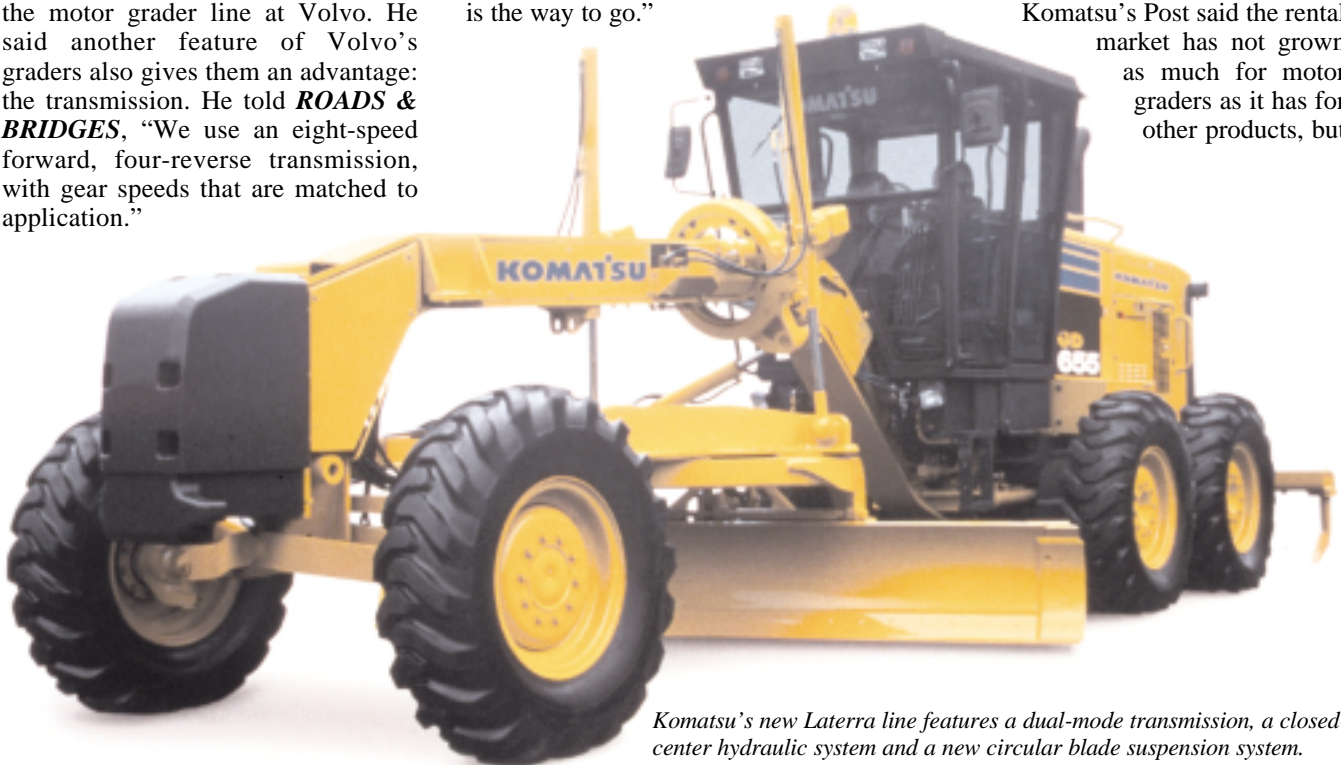 the motor grader line at Volvo. He
said another feature of Volvo’s
graders also gives them an advantage:
the transmission. He told ROADS &
BRIDGES, “We use an eight-speed
forward, four-reverse transmission,
with gear speeds that are matched to
application.”
is the way to go.”
Komatsu’s Post said the rental
market has not grown
as much for motor
graders as it has for
other products, but
KOMATSU
KOMATSU
655
Komatsu’s new Laterra line features a dual-mode transmission, a closed
center hydraulic system and a new circular blade suspension system.